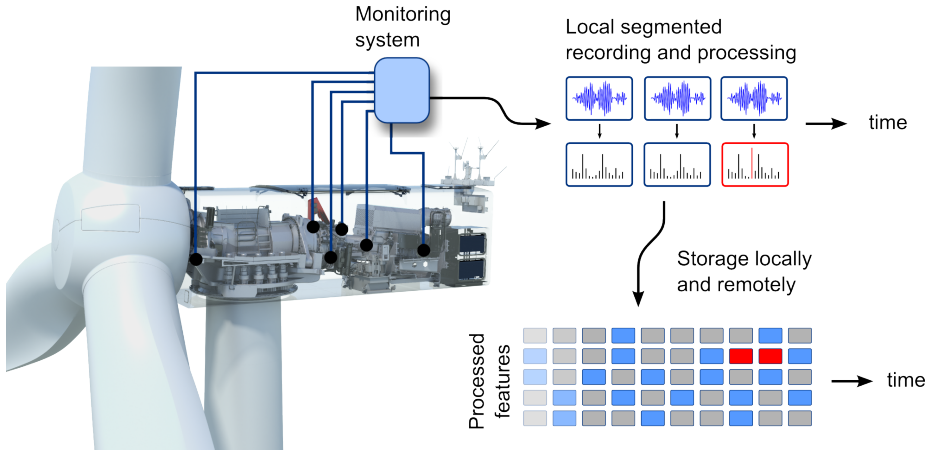 Monitoring
system
Local segmented
recording and processing
time
Storage locally
and remotely
Processed
features
time